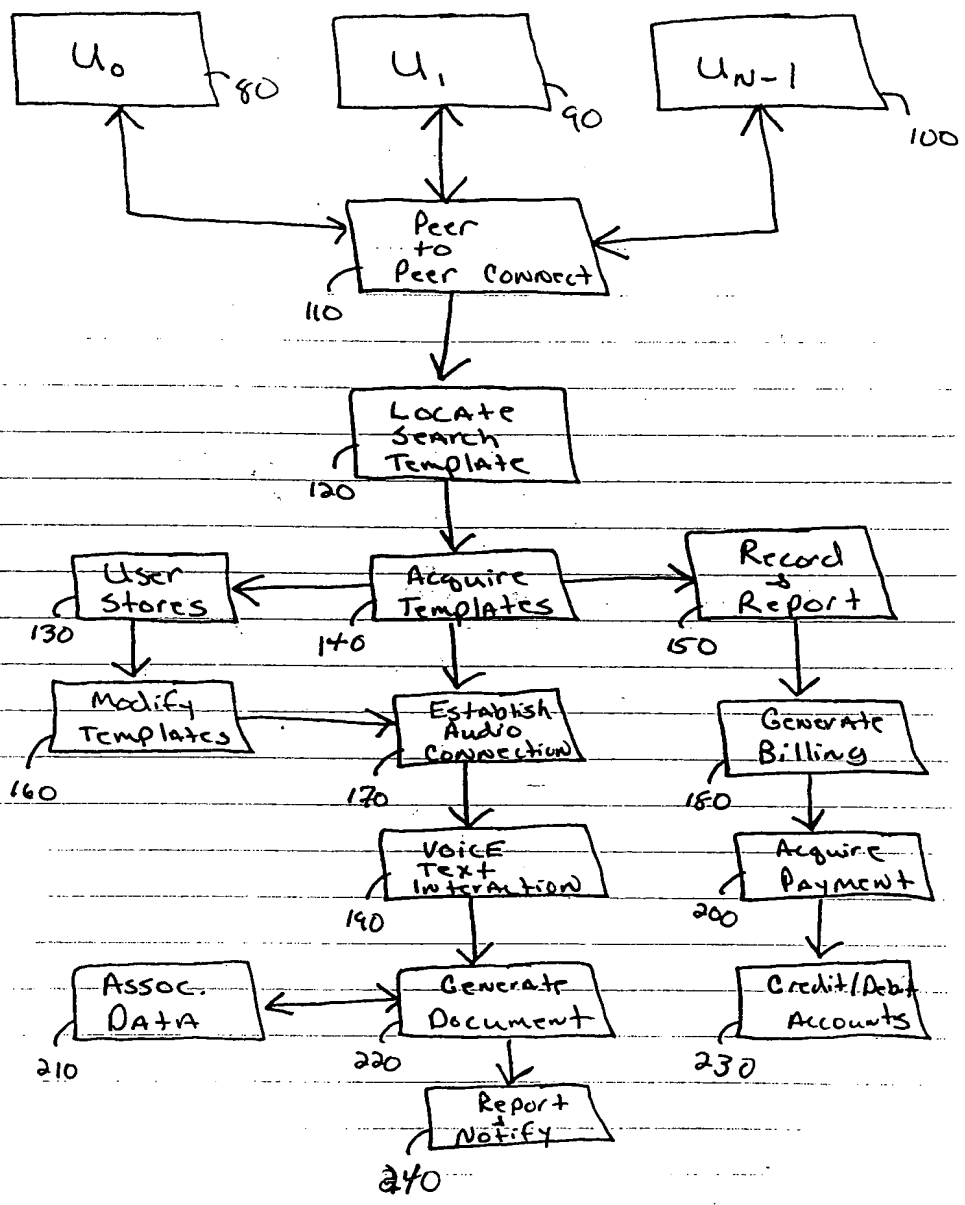 U0
80
U1
90
UN-1
100
Peer
to
Peer Connect
110
Locate
Search
Template
120
User
Stores
130
Acquire
Templates
140
Record
&
Report
150
Modify
Templates
160
Establish
Audio
Connection
170
Generate
Billing
180
Voice
Text
Interaction
190
Acquire
Payment
200
Assoc.
Data
210
Generate
Document
220
Credit/Debit
Accounts
230
Report
&
Notify
240